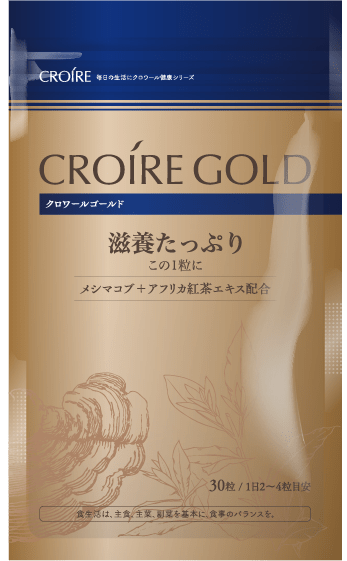 CROIRE 毎日の生活にクロワール健康シリーズ
CROIRE GOLD
クロワールゴールド
滋養たっぷり
この1粒に
メシマコブ+アフリカ紅茶エキス配合
30粒 / 1日2〜4粒目安
食生活は、主食、主菜、副菜を基本に、食事のバランスを。